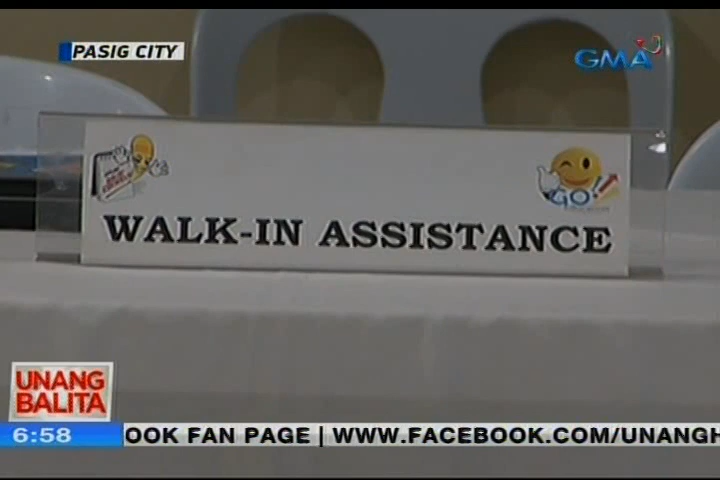 PASIG CITY
GMA
GO!
WALK-IN ASSISTANCE
UNANG
BALITA
6:58
OOK FAN PAGE | WWW.FACEBOOK.COM/UNANGH